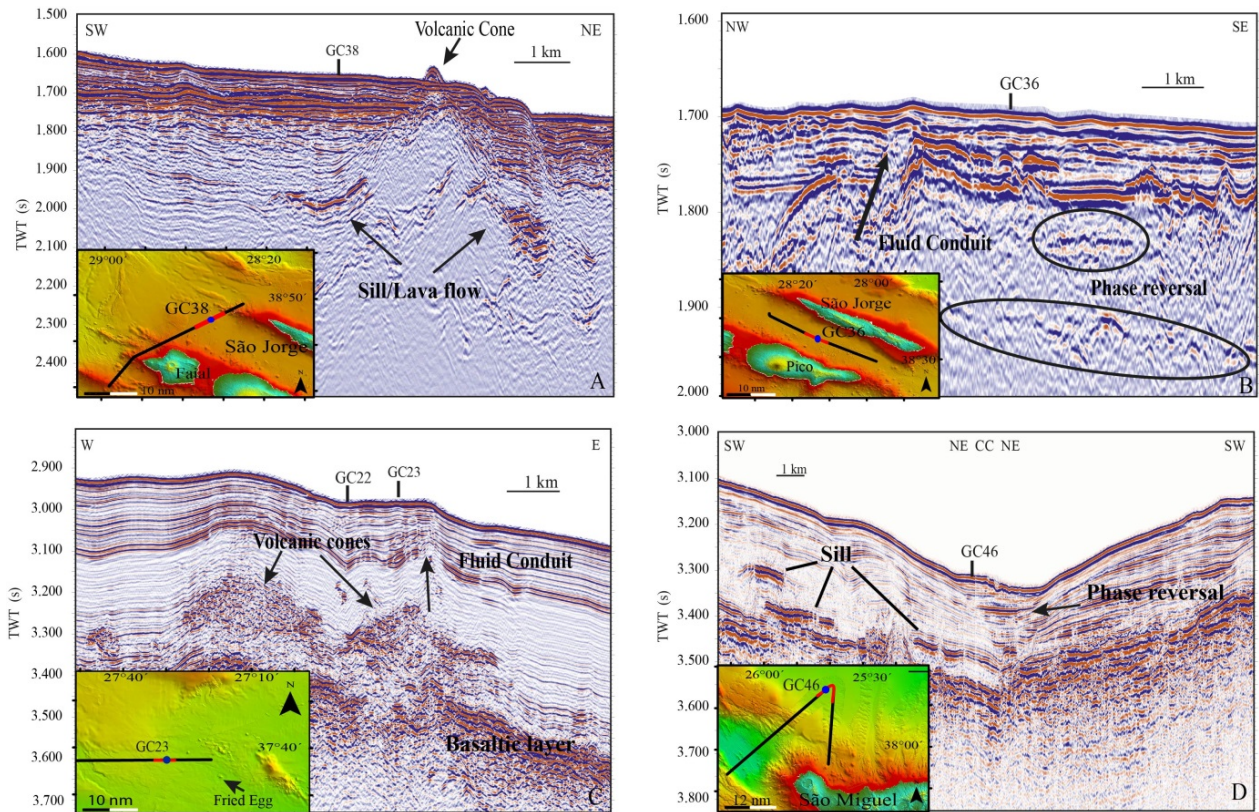 SW
Volcanic Cone
NE
GC38
1 km
1.500
1.600
1.700
1.800
1.900
2.000
2.100
2.200
2.300
2.400
TWT (s)
Sill/Lava flow
29°00
28°20
38°50
GC38
São Jorge
Faial
10 nm
N
A
NW
SE
GC36
1 km
1.600
1.700
1.800
1.900
2.000
TWT (s)
Fluid Conduit
Phase reversal
28°20
28°00
São Jorge
GC36
38°30
Pico
10 nm
N
B
W
E
GC22
GC23
1 km
2.900
3.000
3.100
3.200
3.300
3.400
3.500
3.600
3.700
TWT (s)
Volcanic cones
Fluid Conduit
Basaltic layer
27°40´
27°10´
N
GC23
37°40´
Fried Egg
10 nm
C
SW
NE CC NE
SW
1 km
3.000
3.100
3.200
3.300
3.400
3.500
3.600
3.700
3.800
TWT (s)
GC46
Sill
Phase reversal
26°00´
25°30´
GC46
38°00´
12 nm
São Miguel
D